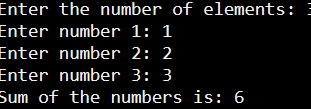 Enter the number of elements: 3
Enter number 1: 1
Enter number 2: 2
Enter number 3: 3
Sum of the numbers is: 6